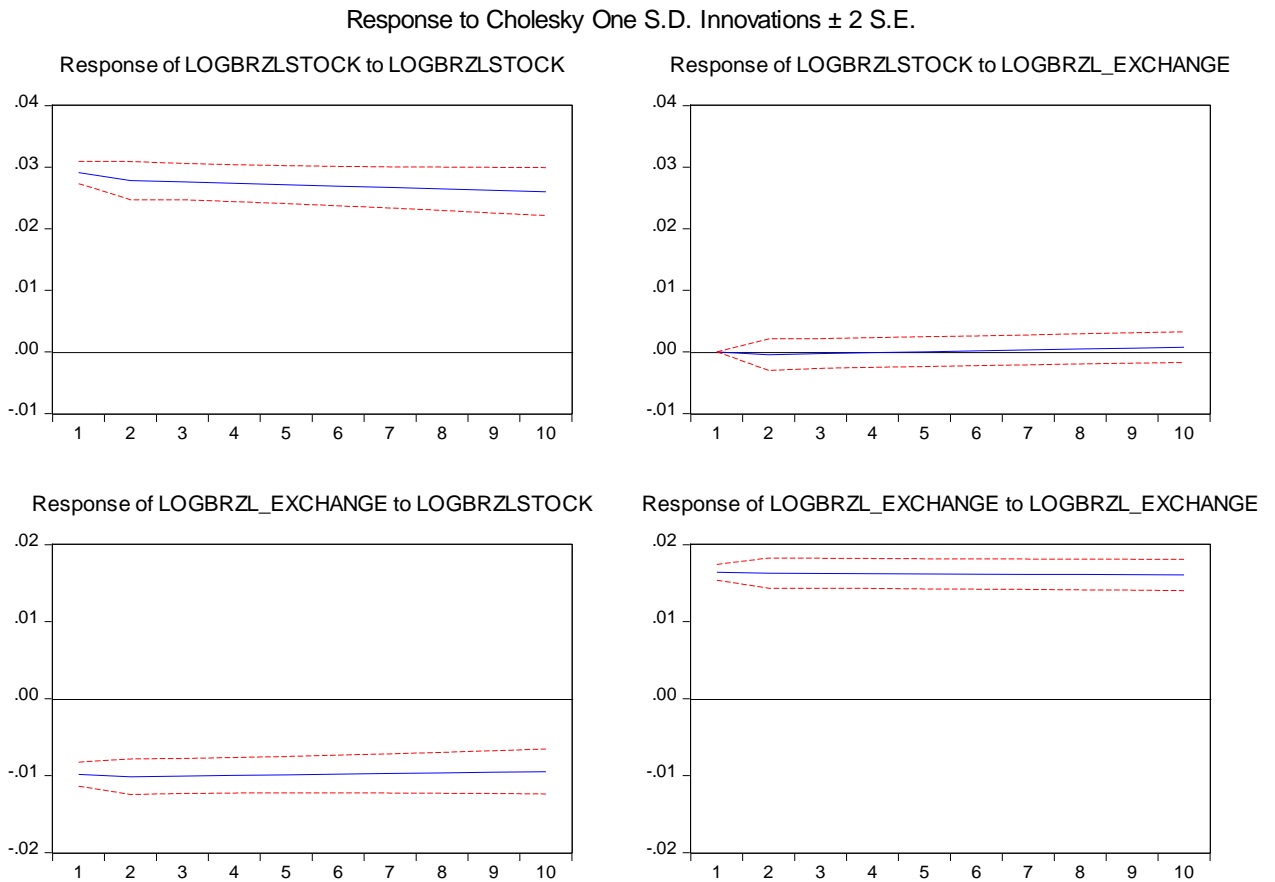 Response to Cholesky One S.D. Innovations ± 2 S.E.
Response of LOGBRZLSTOCK to LOGBRZLSTOCK
.04
.03
.02
.01
.00
-.01
1 2 3 4 5 6 7 8 9 10
Response of LOGBRZLSTOCK to LOGBRZL_EXCHANGE
.04
.03
.02
.01
.00
-.01
1 2 3 4 5 6 7 8 9 10
Response of LOGBRZL_EXCHANGE to LOGBRZLSTOCK
.02
.01
.00
-.01
-.02
1 2 3 4 5 6 7 8 9 10
Response of LOGBRZL_EXCHANGE to LOGBRZL_EXCHANGE
.02
.01
.00
-.01
-.02
1 2 3 4 5 6 7 8 9 10